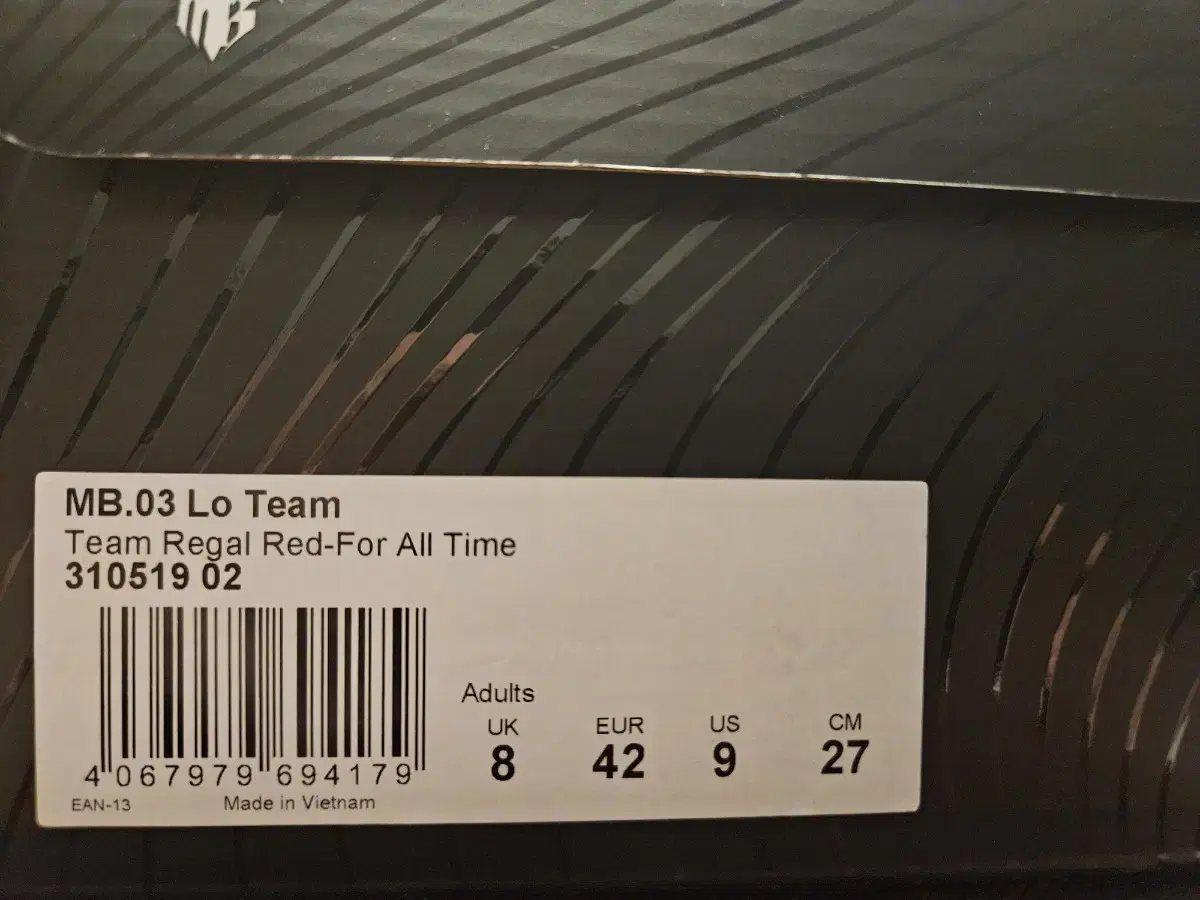 MB
MB.03 Lo Team
Team Regal Red-For All Time
310519 02
Adults
UK EUR US CM
8 42 9 27
4 067979 694179
EAN-13 Made in Vietnam